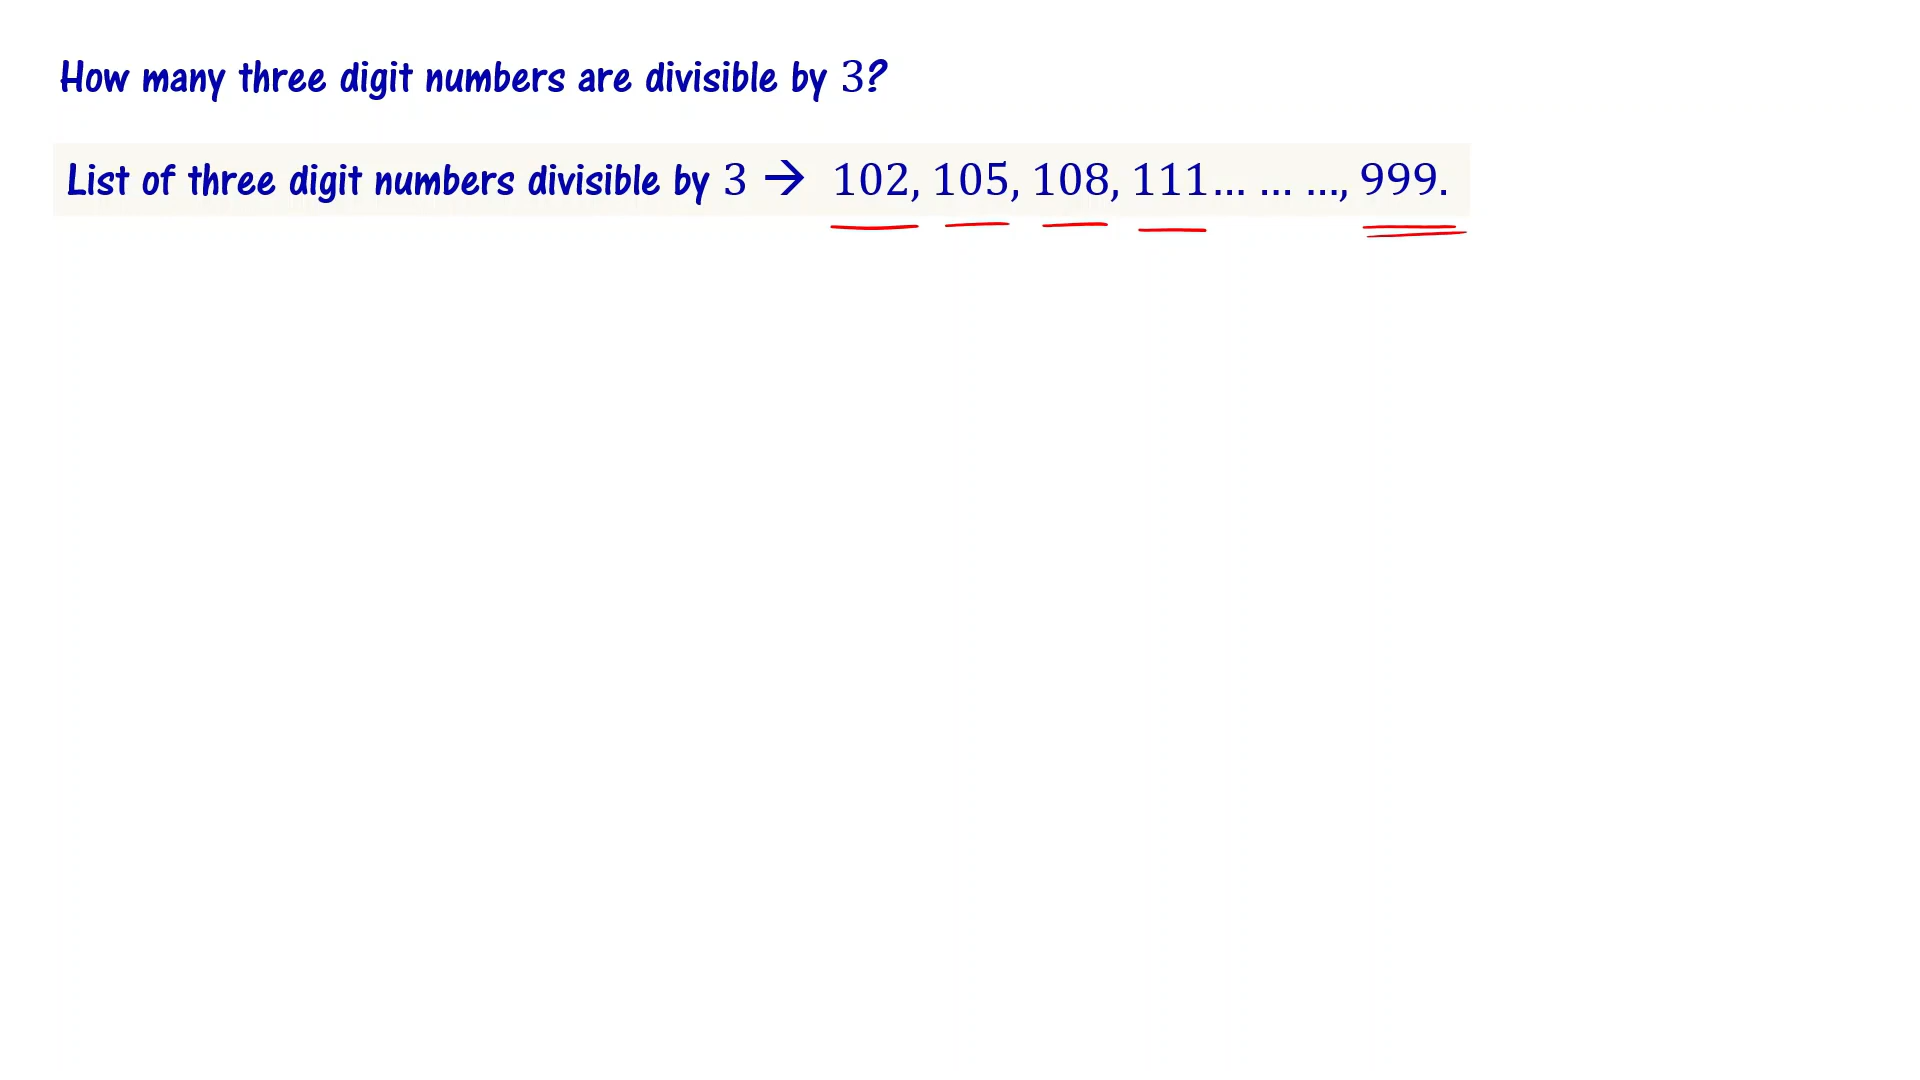 How many three digit numbers are divisible by 3?
List of three digit numbers divisible by 3 → 102, 105, 108, 111... ... ..., 999.